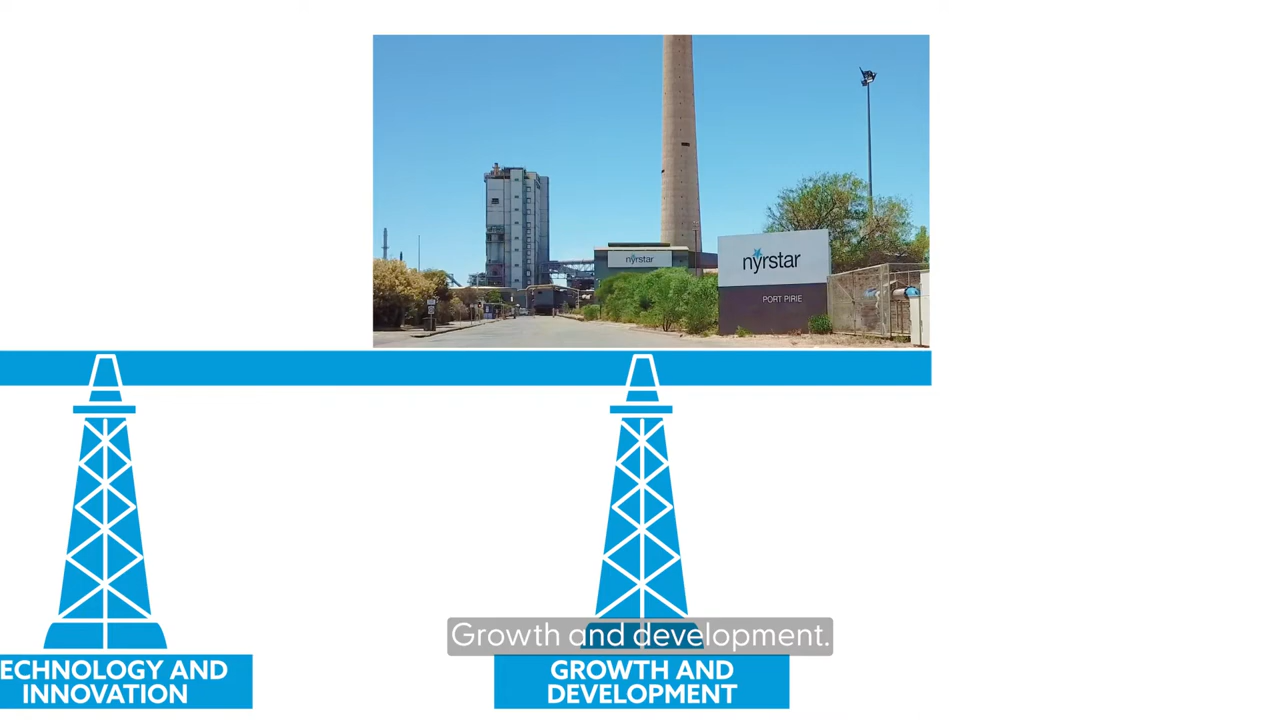 nyrstar
nyrstar
PORT PIRIE
Growth and development.
ECHNOLOGY AND
INNOVATION
GROWTH AND
DEVELOPMENT